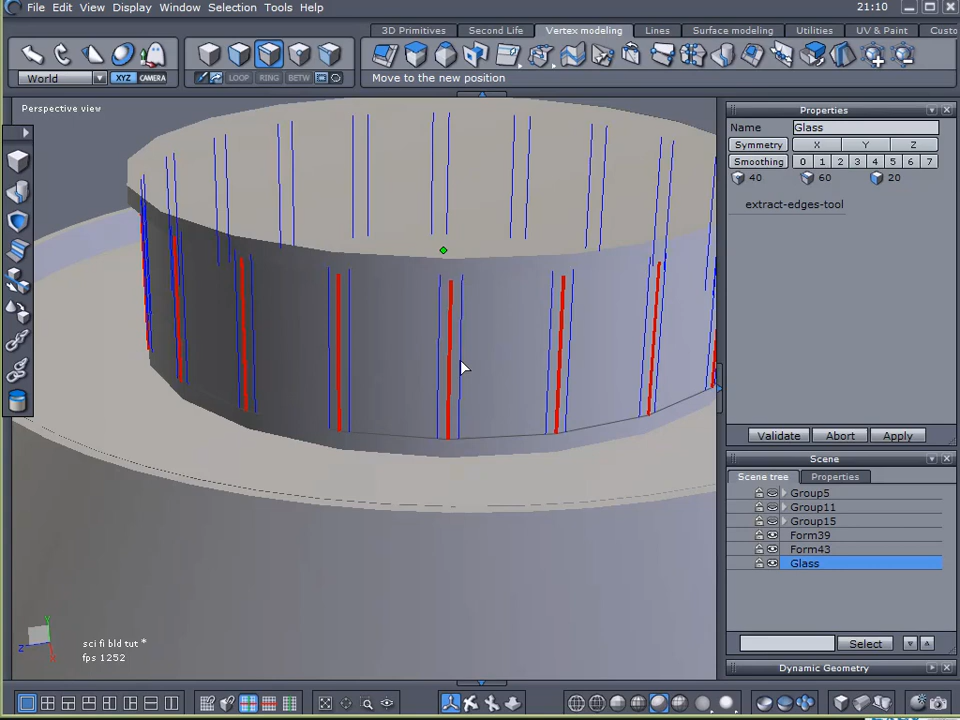 File Edit View Display Window Selection Tools Help 21:10
3D Primitives Second Life Vertex modeling Lines Surface modeling Utilities UV & Paint Custo
World XYZ CAMERA LOOP RING BETW Move to the new position
Perspective view
Properties
Name Glass
Symmetry X Y Z
Smoothing 0 1 2 3 4 5 6 7
40 60 20
extract-edges-tool
Validate Abort Apply
Scene
Scene tree Properties
Group5
Group11
Group15
Form39
Form43
Glass
Select
Dynamic Geometry
Y
Z
X
sci fi bld tut *
fps 1252